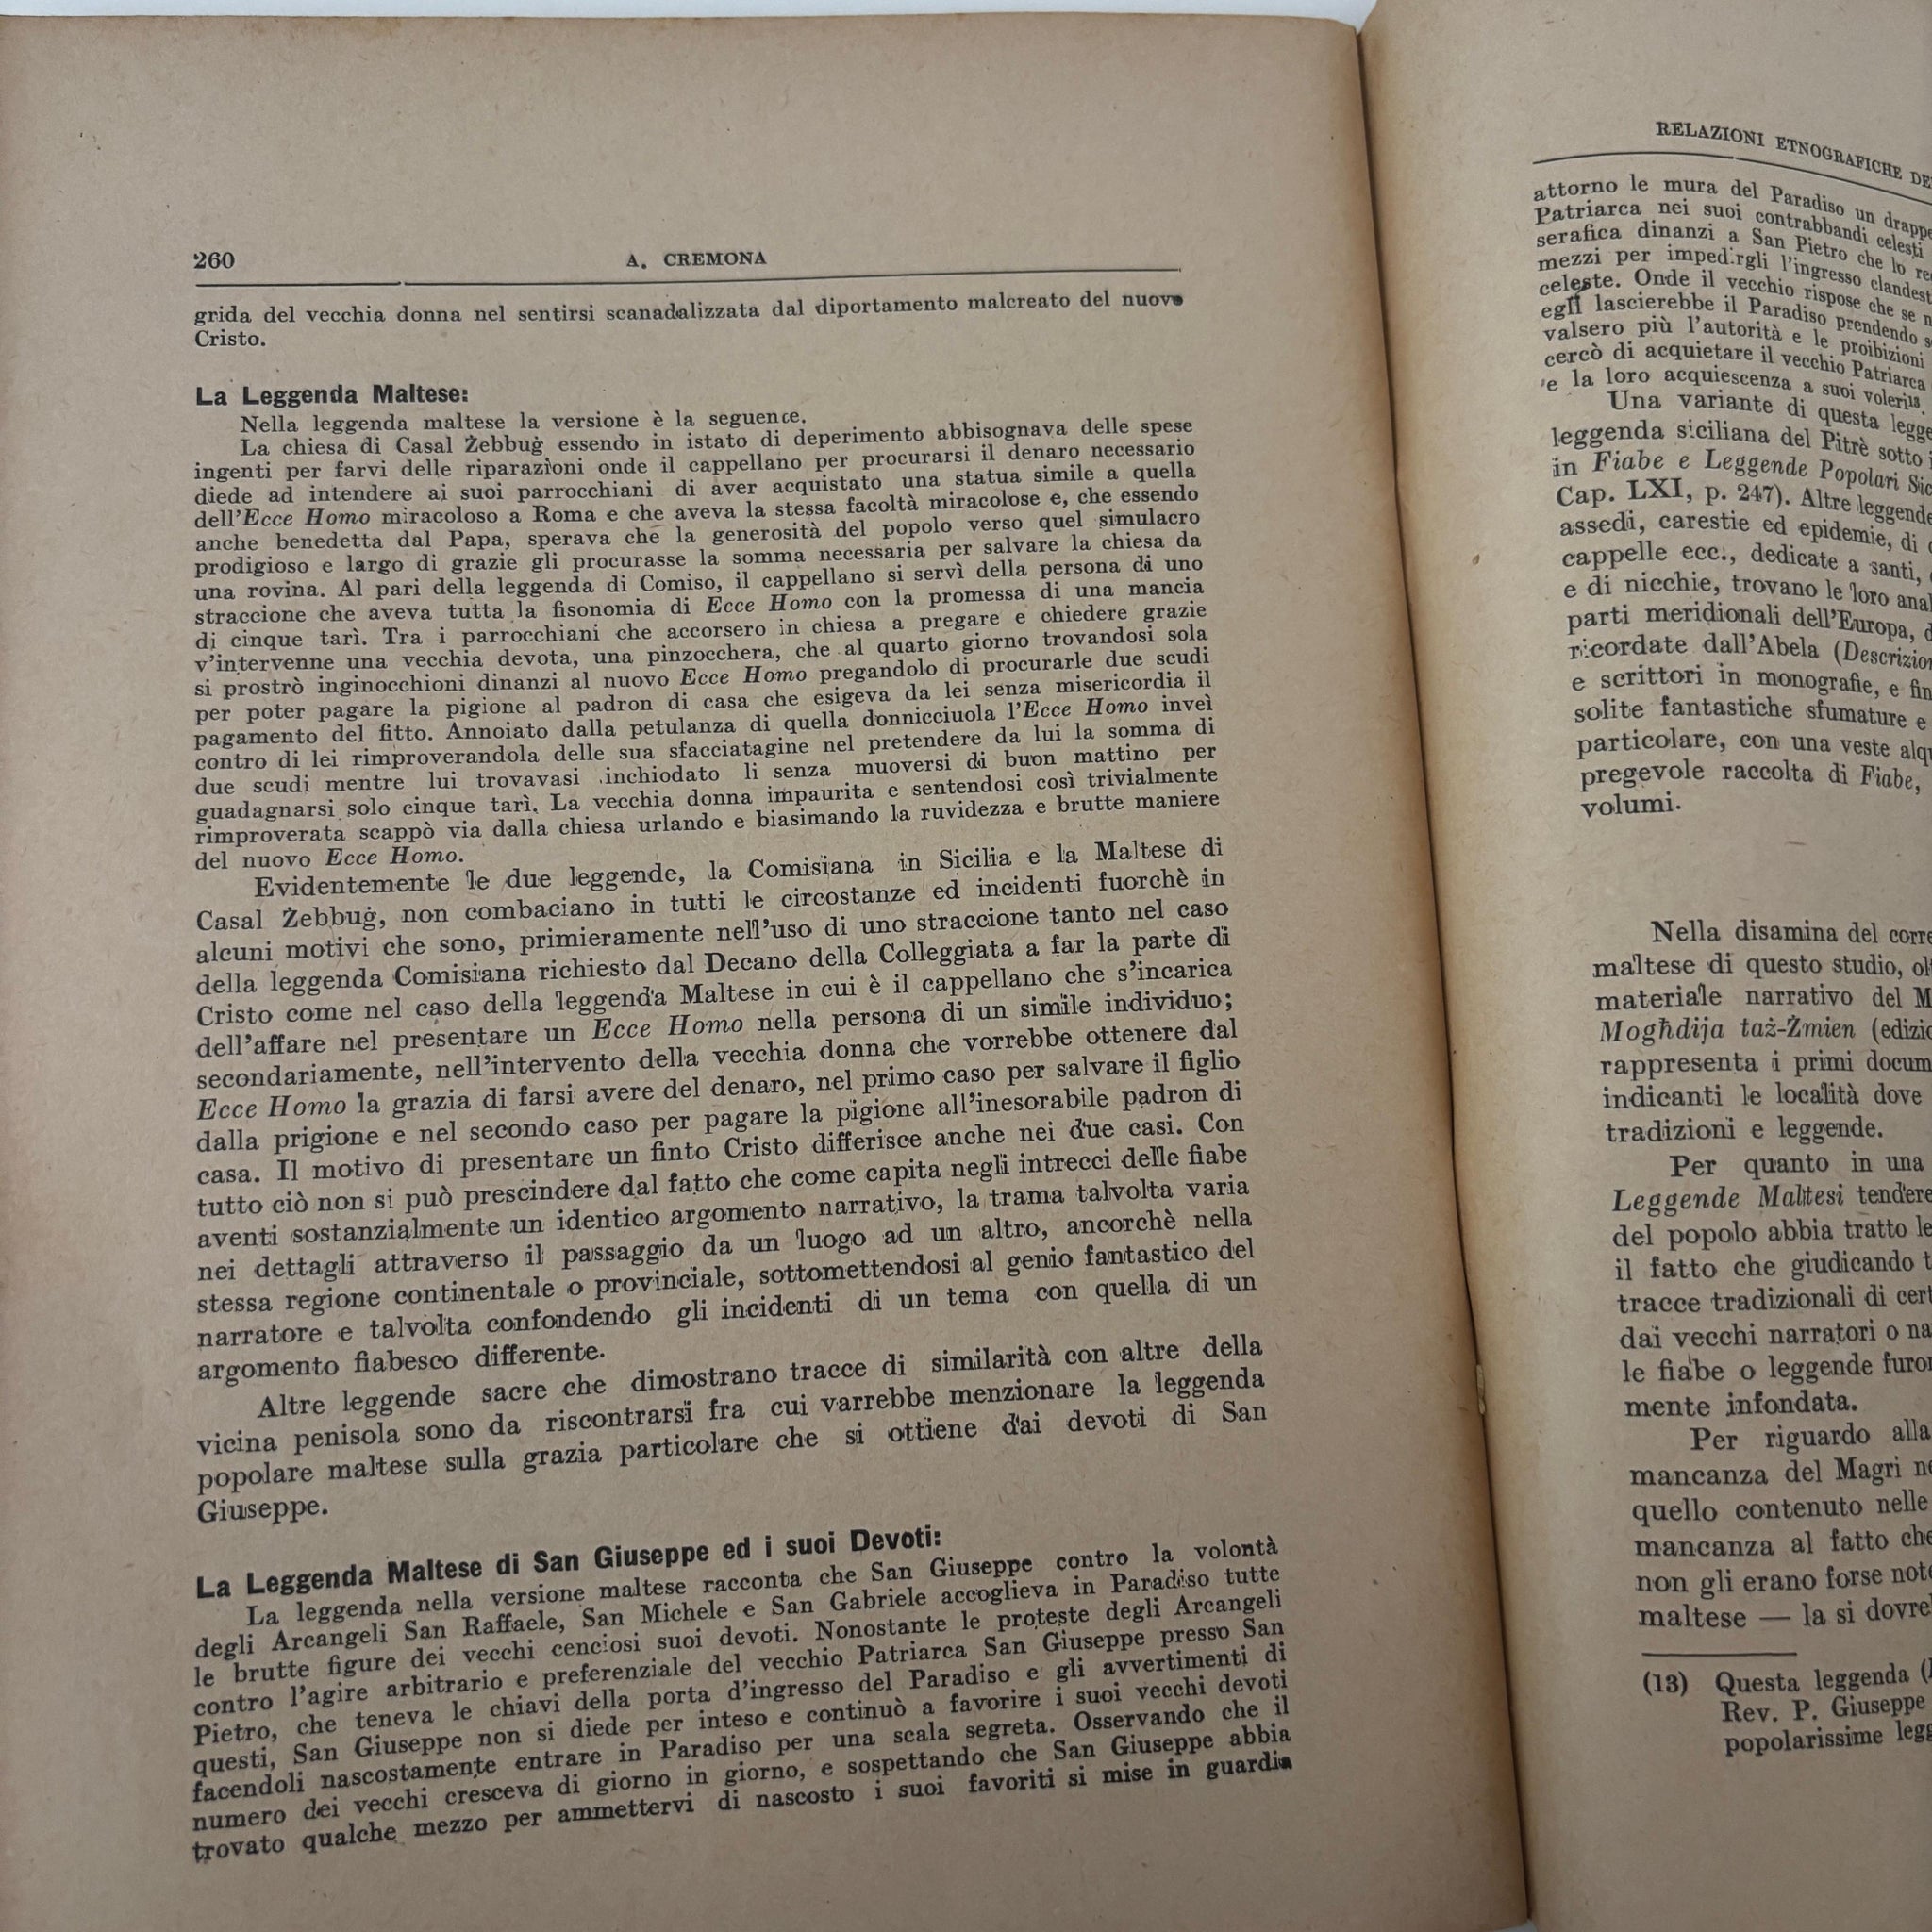 260
A. CREMONA
grida del vecchia donna nel sentirsi scanadalizzata dal diportamento malcreato del nuovo
Cristo.
La Leggenda Maltese:
Nella leggenda maltese la versione è la seguence.
La chiesa di Casal Żebbuġ essendo in istato di deperimento abbisognava delle spese
ingenti per farvi delle riparazioni onde il cappellano per procurarsi il denaro necessario
diede ad intendere ai suoi parrocchiani di aver acquistato una statua simile a quella
dell'Ecce Homo miracoloso a Roma e che aveva la stessa facoltà miracolose e, che essendo
anche benedetta dal Papa, sperava che la generosità del popolo verso quel simulacro
prodigioso e largo di grazie gli procurasse la somma necessaria per salvare la chiesa da
una rovina. Al pari della leggenda di Comiso, il cappellano si servì della persona di uno
straccione che aveva tutta la fisonomia di Ecce Homo con la promessa di una mancia
di cinque tarì. Tra i parrocchiani che accorsero in chiesa a pregare e chiedere grazie
v'intervenne una vecchia devota, una pinzocchera, che al quarto giorno trovandosi sola
si prostrò inginocchioni dinanzi al nuovo Ecce Homo pregandolo di procurarle due scudi
per poter pagare la pigione al padron di casa che esigeva da lei senza misericordia il
pagamento del fitto. Annoiato dalla petulanza di quella donnicciuola l'Ecce Homo inveì
contro di lei rimproverandola delle sua sfacciatagine nel pretendere da lui la somma di
due scudi mentre lui trovavasi inchiodato li senza muoversi di buon mattino per
guadagnarsi solo cinque tarì. La vecchia donna impaurita e sentendosi così trivialmente
rimproverata scappò via dalla chiesa urlando e biasimando la ruvidezza e brutte maniere
del nuovo Ecce Homo.
Evidentemente le due leggende, la Comisiana in Sicilia e la Maltese di
Casal Żebbuġ, non combaciano in tutti le circostanze ed incidenti fuorchè in
alcuni motivi che sono, primieramente nell'uso di uno straccione tanto nel caso
della leggenda Comisiana richiesto dal Decano della Colleggiata a far la parte di
Cristo come nel caso della leggenda Maltese in cui è il cappellano che s'incarica
dell'affare nel presentare un Ecce Homo nella persona di un simile individuo;
secondariamente, nell'intervento della vecchia donna che vorrebbe ottenere dal
Ecce Homo la grazia di farsi avere del denaro, nel primo caso per salvare il figlio
dalla prigione e nel secondo caso per pagare la pigione all'inesorabile padron di
casa. Il motivo di presentare un finto Cristo differisce anche nei due casi. Con
tutto ciò non si può prescindere dal fatto che come capita negli intrecci delle fiabe
aventi sostanzialmente un identico argomento narrativo, la trama talvolta varia
nei dettagli attraverso il passaggio da un luogo ad un altro, ancorchè nella
stessa regione continentale o provinciale, sottomettendosi al genio fantastico del
narratore e talvolta confondendo gli incidenti di un tema con quella di un
argomento fiabesco differente.
Altre leggende sacre che dimostrano tracce di similarità con altre della
vicina penisola sono da riscontrarsi fra cui varrebbe menzionare la leggenda
popolare maltese sulla grazia particolare che si ottiene dai devoti di San
Giuseppe.
La Leggenda Maltese di San Giuseppe ed i suoi Devoti:
La leggenda nella versione maltese racconta che San Giuseppe contro la volontà
degli Arcangeli San Raffaele, San Michele e San Gabriele accoglieva in Paradiso tutte
le brutte figure dei vecchi cenciosi suoi devoti. Nonostante le proteste degli Arcangeli
contro l'agire arbitrario e preferenziale del vecchio Patriarca San Giuseppe presso San
Pietro, che teneva le chiavi della porta d'ingresso del Paradiso e gli avvertimenti di
questi, San Giuseppe non si diede per inteso e continuò a favorire i suoi vecchi devoti
facendoli nascostamente entrare in Paradiso per una scala segreta. Osservando che il
numero dei vecchi cresceva di giorno in giorno, e sospettando che San Giuseppe abbia
trovato qualche mezzo per ammettervi di nascosto i suoi favoriti si mise in guardia
RELAZIONI ETNOGRAFICHE
attorno le mura del Paradiso un
Patriarca nei suoi contrabbandi celesti
serafica dinanzi a San Pietro che lo
mezzi per impedirgli l'ingresso
celeste. Onde il vecchio rispose che se
egli lascierebbe il Paradiso prendendo
valsero più l'autorità e le proibizioni
cercò di acquietare il vecchio Patriarca
e la loro acquiescenza a suoi voleri¹³.
Una variante di questa
leggenda siciliana del Pitrè sotto
in Fiabe e Leggende Popolari
Cap. LXI, p. 247). Altre
assedi, carestie ed epidemie, di
cappelle ecc., dedicate a santi,
e di nicchie, trovano le loro
parti meridionali dell'Europa,
ricordate dall'Abela
e scrittori in monografie, e
solite fantastiche sfumature e
particolare, con una veste
pregevole raccolta di Fiabe,
volumi.
Nella disamina del
maltese di questo studio,
materiale narrativo del
Mogħdija taż-Żmien
rappresenta i primi
indicanti le località dove
tradizioni e leggende.
Per quanto in una
Leggende Maltesi
del popolo abbia tratto
il fatto che giudicando
tracce tradizionali di
dai vecchi narratori o
le fiabe o leggende
mente infondata.
Per riguardo alla
mancanza del Magri
quello contenuto nelle
mancanza al fatto
non gli erano forse
maltese — la si
(13) Questa leggenda
Rev. P. Giuseppe
popolarissime